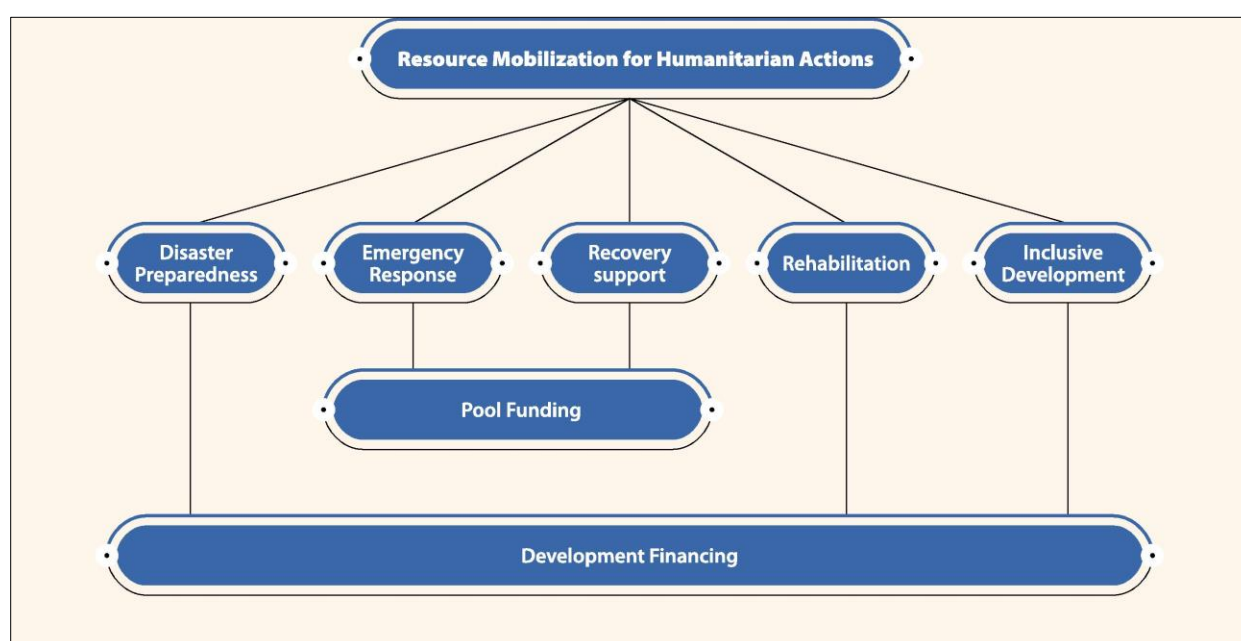 Resource Mobilization for Humanitarian Actions
Disaster
Preparedness
Emergency
Response
Recovery
support
Rehabilitation
Inclusive
Development
Pool Funding
Development Financing